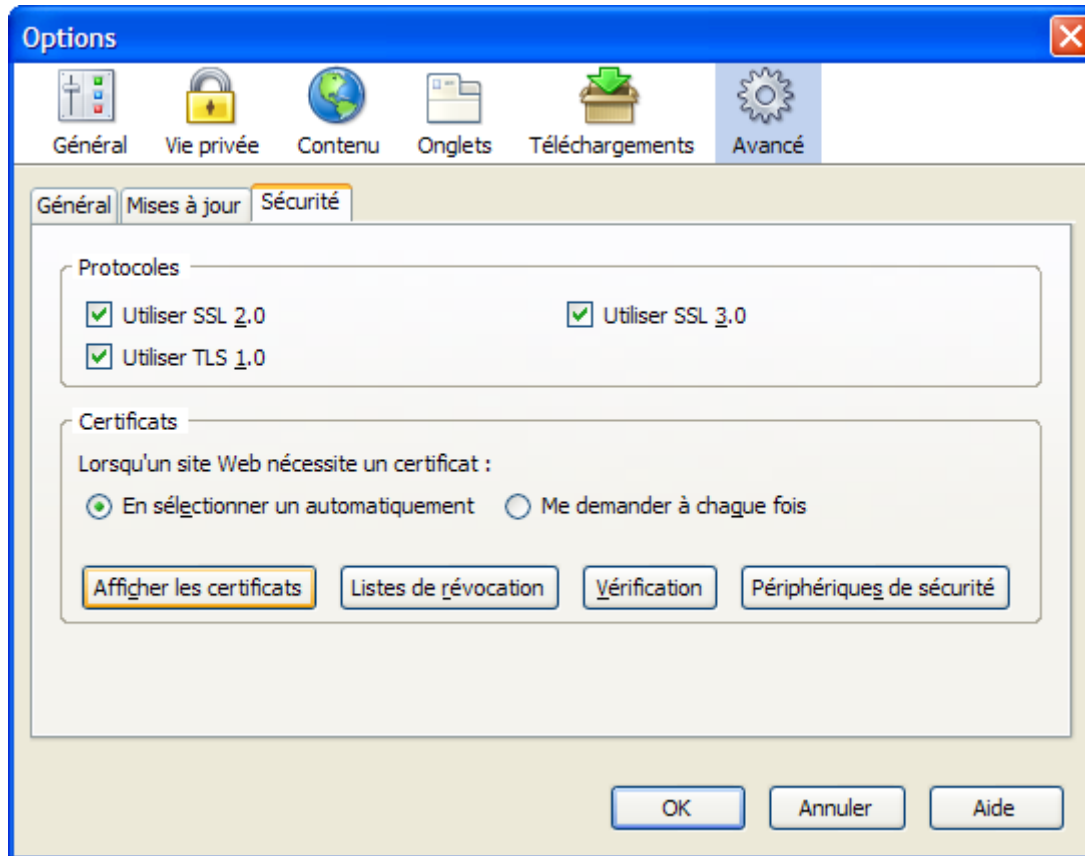 Options
Général Vie privée Contenu Onglets Téléchargements Avancé
Général Mises à jour Sécurité
Protocoles
Utiliser SSL 2.0 Utiliser SSL 3.0
Utiliser TLS 1.0
Certificats
Lorsqu'un site Web nécessite un certificat :
En sélectionner un automatiquement Me demander à chaque fois
Afficher les certificats Listes de révocation Vérification Périphériques de sécurité
OK Annuler Aide